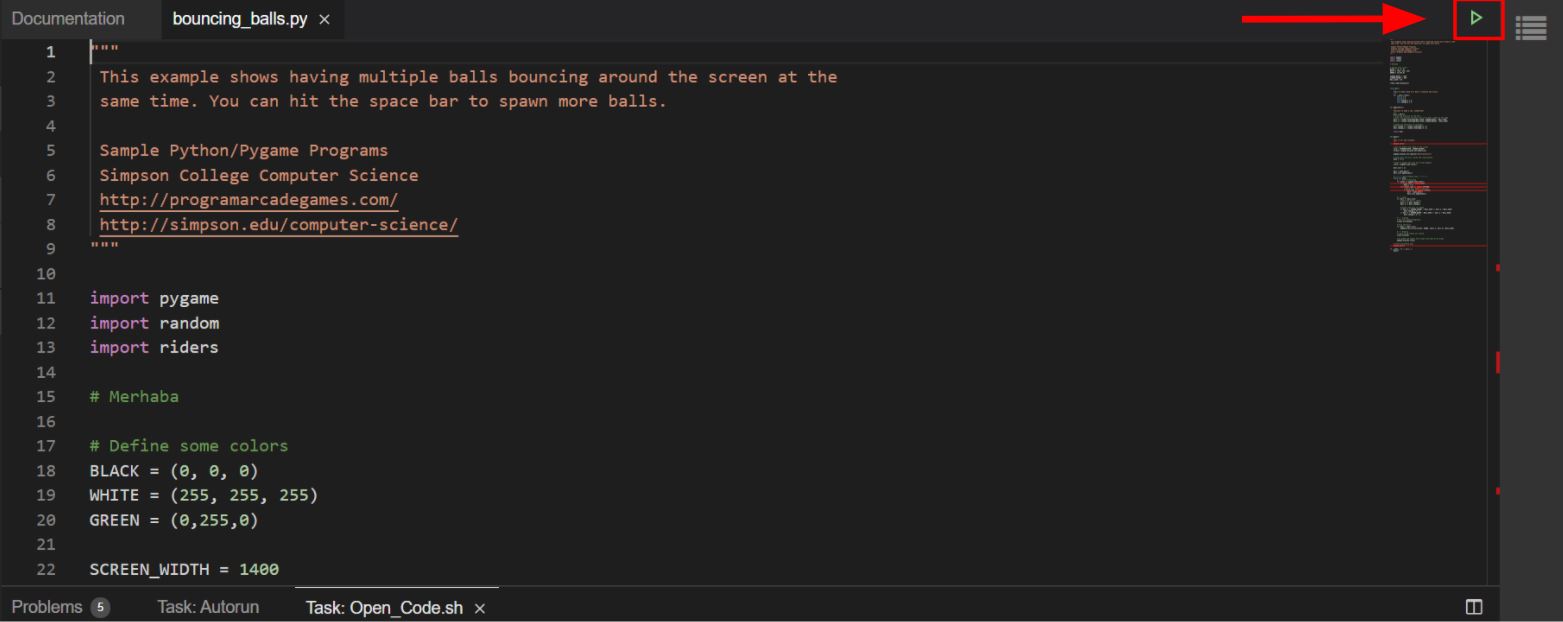 Documentation
bouncing_balls.py ×
1 """
2 This example shows having multiple balls bouncing around the screen at the
3 same time. You can hit the space bar to spawn more balls.
4
5 Sample Python/Pygame Programs
6 Simpson College Computer Science
7 http://programarcadegames.com/
8 http://simpson.edu/computer-science/
9 """
10
11 import pygame
12 import random
13 import riders
14
15 # Merhaba
16
17 # Define some colors
18 BLACK = (0, 0, 0)
19 WHITE = (255, 255, 255)
20 GREEN = (0,255,0)
21
22 SCREEN_WIDTH = 1400
Problems 5
Task: Autorun
Task: Open_Code.sh ×